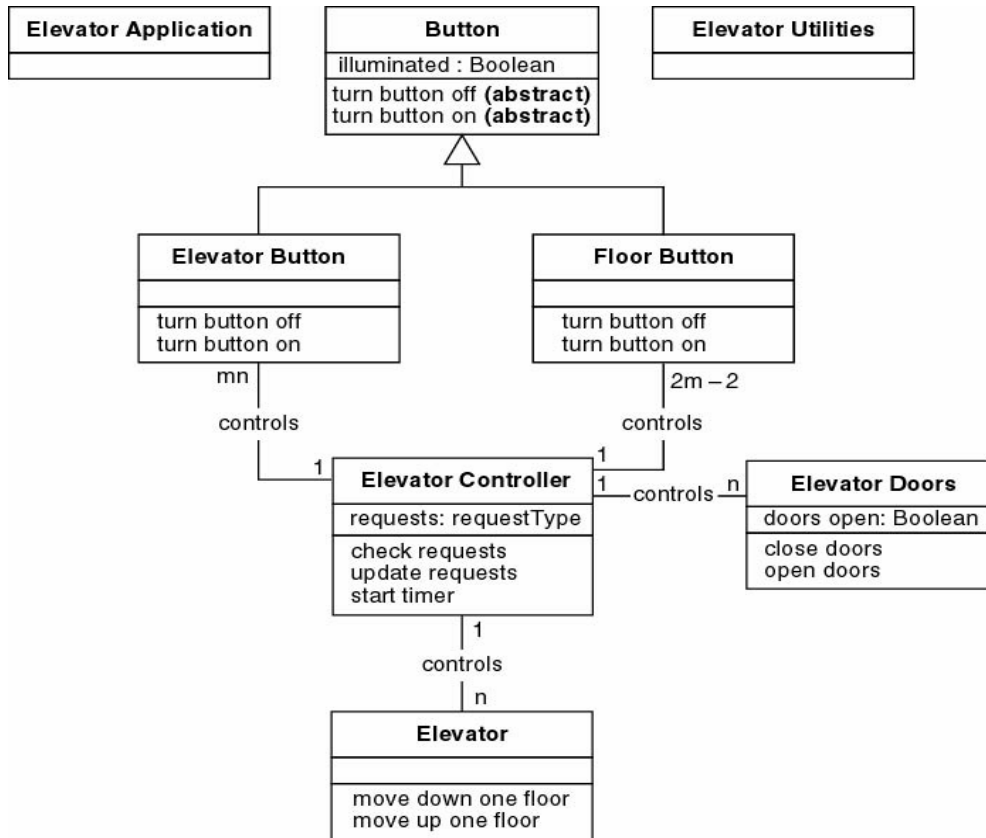 Elevator Application
Button
illuminated : Boolean
turn button off (abstract)
turn button on (abstract)
Elevator Utilities
Elevator Button
turn button off
turn button on
Floor Button
turn button off
turn button on
mn
controls
1
2m – 2
controls
1
Elevator Controller
requests: requestType
check requests
update requests
start timer
1
controls
n
Elevator Doors
doors open: Boolean
close doors
open doors
1
controls
n
Elevator
move down one floor
move up one floor